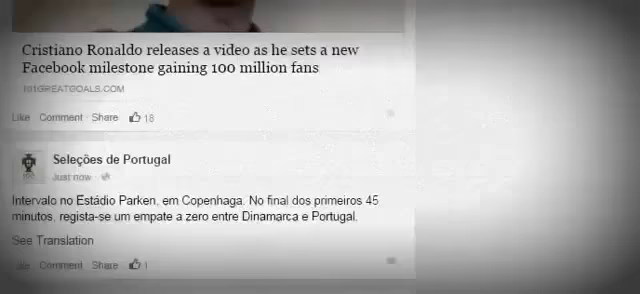 Cristiano Ronaldo releases a video as he sets a new
Facebook milestone gaining 100 million fans
101GREATGOALS.COM
Like Comment Share 18
Seleções de Portugal
Just now
Intervalo no Estádio Parken, em Copenhaga. No final dos primeiros 45
minutos, regista-se um empate a zero entre Dinamarca e Portugal.
See Translation
Like Comment Share 1